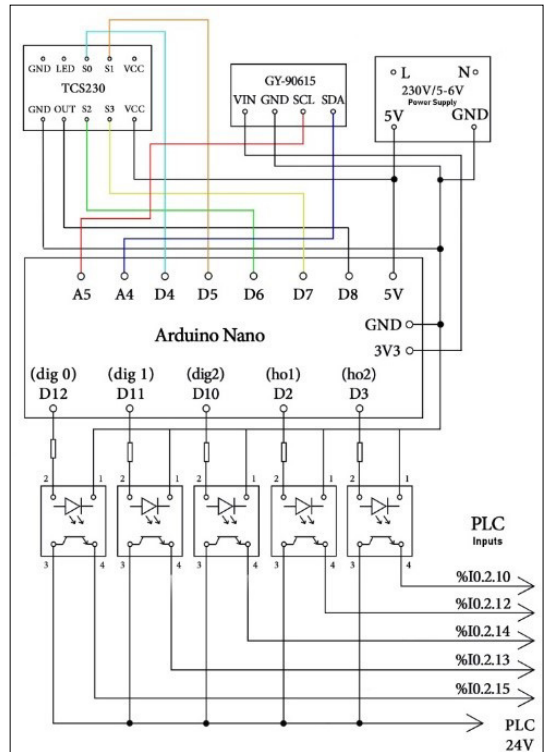 GND LED S0 S1 VCC
TCS230
GND OUT S2 S3 VCC
GY-90615
VIN GND SCL SDA
L N
230V/5-6V
Power Supply
5V GND
A5 A4 D4 D5 D6 D7 D8 5V
Arduino Nano
GND
3V3
(dig 0) (dig 1) (dig2) (ho1) (ho2)
D12 D11 D10 D2 D3
2 1 2 1 2 1 2 1 2 1
3 4 3 4 3 4 3 4 3 4
PLC
Inputs
%I0.2.10
%I0.2.12
%I0.2.14
%I0.2.13
%I0.2.15
PLC
24V